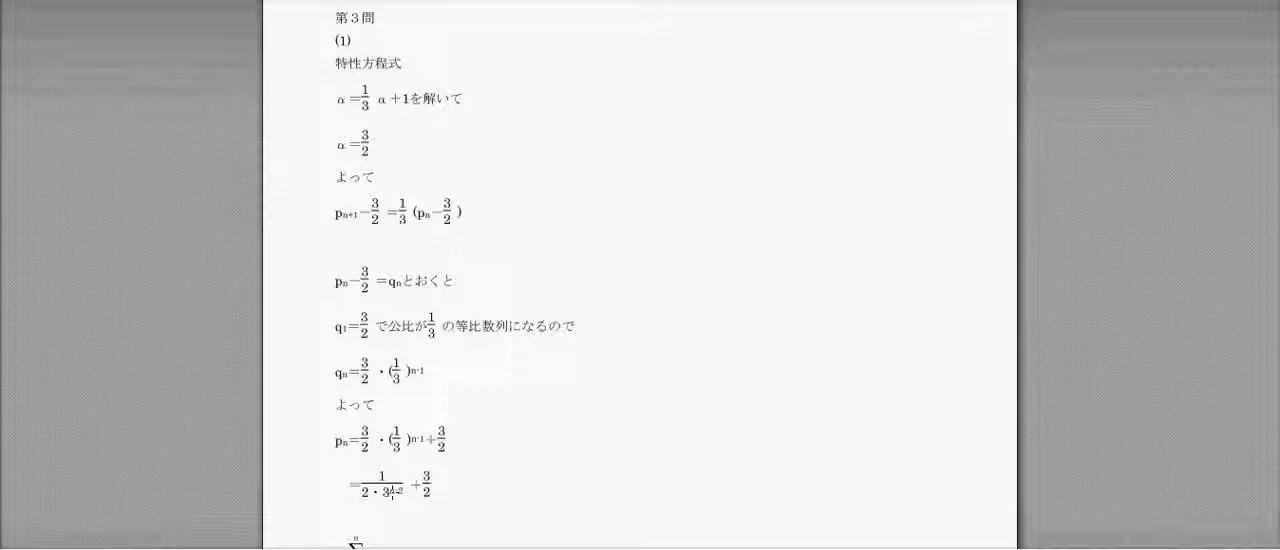 第3問
(1)
特性方程式
α=1/3 α+1を解いて
α=3/2
よって
pn+1−3/2 =1/3 (pn−3/2 )
pn−3/2 =qnとおくと
q1=3/2 で公比が1/3 の等比数列になるので
qn=3/2 ・(1/3 )n-1
よって
pn=3/2 ・(1/3 )n-1+3/2
=1/2・3n-2 +3/2
n
Σ